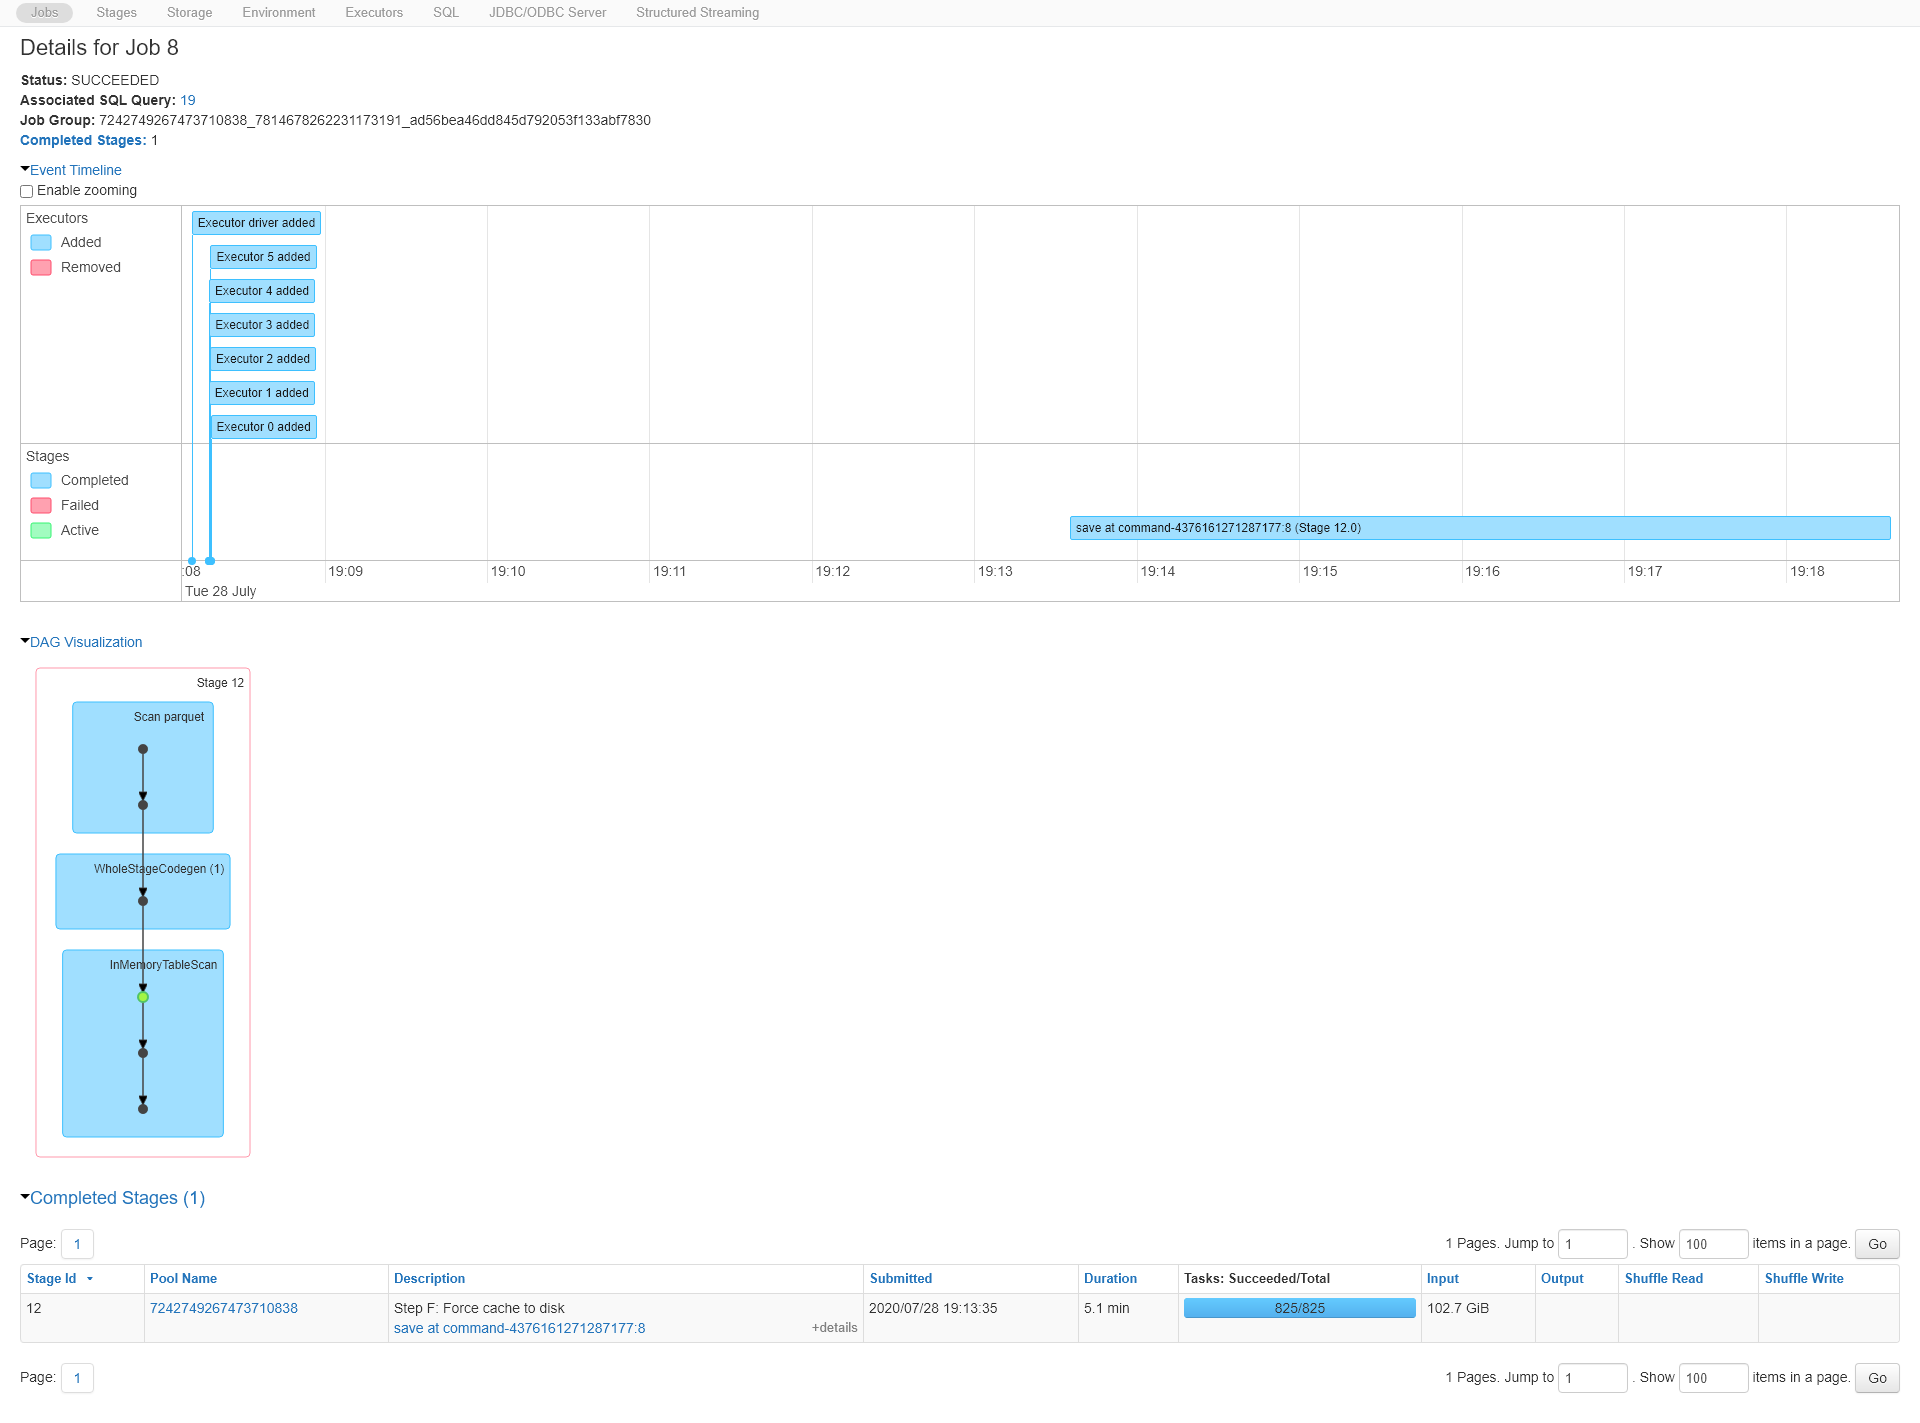 Jobs Stages Storage Environment Executors SQL JDBC/ODBC Server Structured Streaming
Details for Job 8
Status: SUCCEEDED
Associated SQL Query: 19
Job Group: 7242749267473710838_7814678262231173191_ad56bea46dd845d792053f133abf7830
Completed Stages: 1
Event Timeline
Enable zooming
Executors
Added
Removed
Executor driver added
Executor 5 added
Executor 4 added
Executor 3 added
Executor 2 added
Executor 1 added
Executor 0 added
Stages
Completed
Failed
Active
save at command-4376161271287177:8 (Stage 12.0)
:08 19:09 19:10 19:11 19:12 19:13 19:14 19:15 19:16 19:17 19:18
Tue 28 July
DAG Visualization
Stage 12
Scan parquet
WholeStageCodegen (1)
InMemoryTableScan
Completed Stages (1)
Page: 1 1 Pages. Jump to 1 . Show 100 items in a page. Go
Stage Id Pool Name Description Submitted Duration Tasks: Succeeded/Total Input Output Shuffle Read Shuffle Write
12 7242749267473710838 Step F: Force cache to disk 2020/07/28 19:13:35 5.1 min 825/825 102.7 GiB
save at command-4376161271287177:8 +details
Page: 1 1 Pages. Jump to 1 . Show 100 items in a page. Go